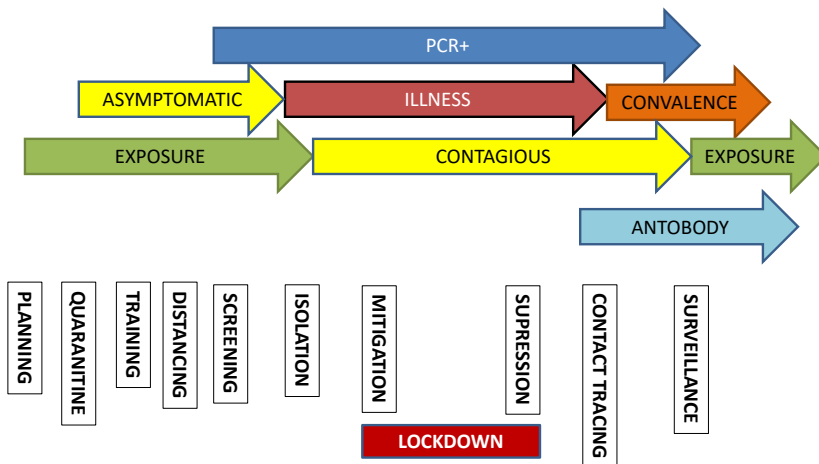 PCR+
ASYMPTOMATIC
ILLNESS
CONVALENCE
EXPOSURE
CONTAGIOUS
EXPOSURE
ANTOBODY
PLANNING
QUARANITINE
TRAINING
DISTANCING
SCREENING
ISOLATION
MITIGATION
SUPRESSION
CONTACT TRACING
SURVEILLANCE
LOCKDOWN